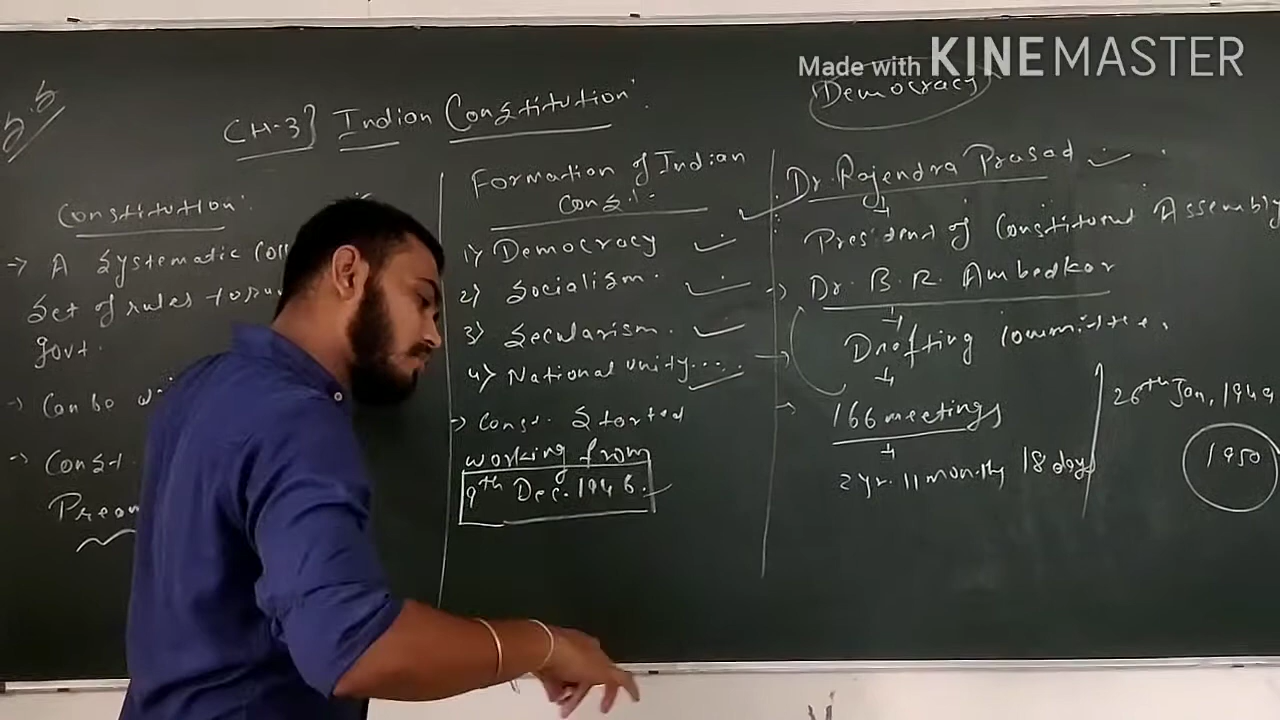 Made with KINEMASTER
Democracy
CH-3] Indian Constitution.
Constitution:
→ A Systematic
Set of rules to run
Govt.
→ Can be
→ Const.
Formation of Indian
Const.
1) Democracy
2) Socialism.
3) Secularism.
4) National unity....
→ Const. Started
working from
9th Dec. 1946.
Dr. Rajendra Prasad
↓
President of Constituent Assembly
→ Dr. B. R. Ambedkar
↓
→ Drafting Committee.
↓
→ 166 meetings
↓
2 yr. 11 monthly 18 days
26th Jan, 1949
1950